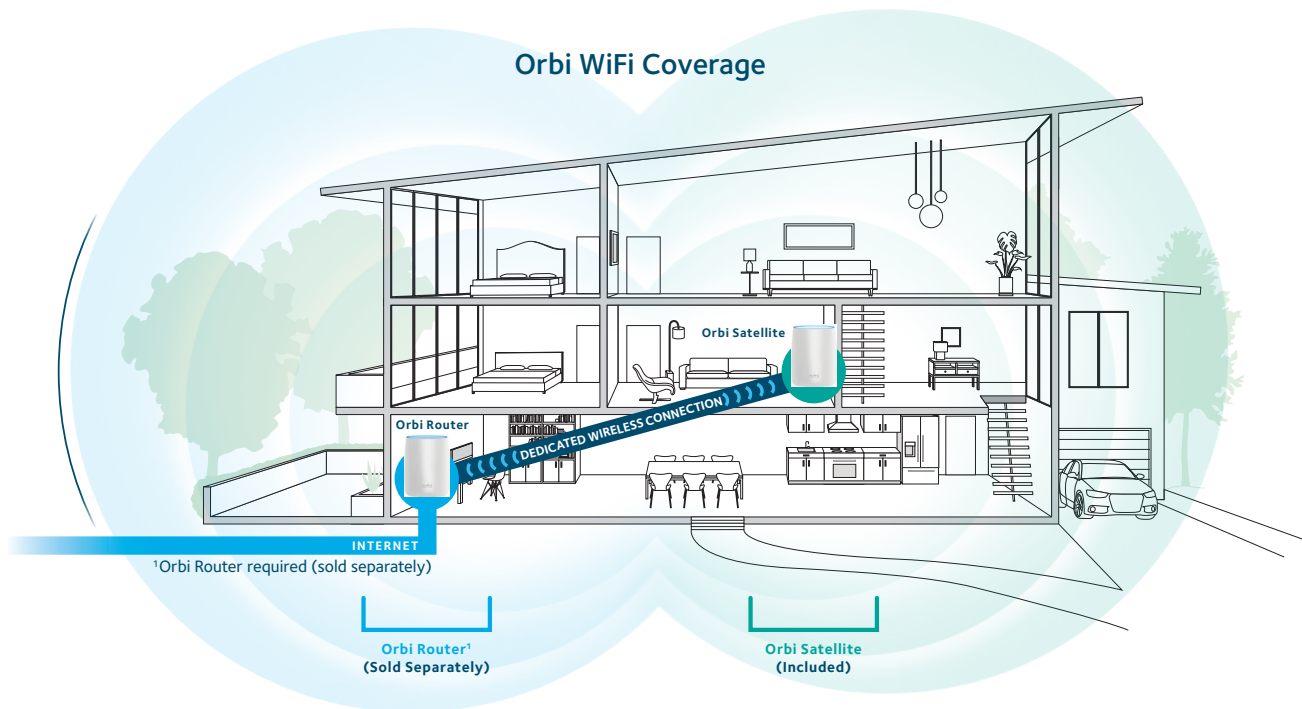 Orbi WiFi Coverage
Orbi Satellite
Orbi Router
DEDICATED WIRELESS CONNECTION
INTERNET
¹Orbi Router required (sold separately)
Orbi Router¹
(Sold Separately)
Orbi Satellite
(Included)